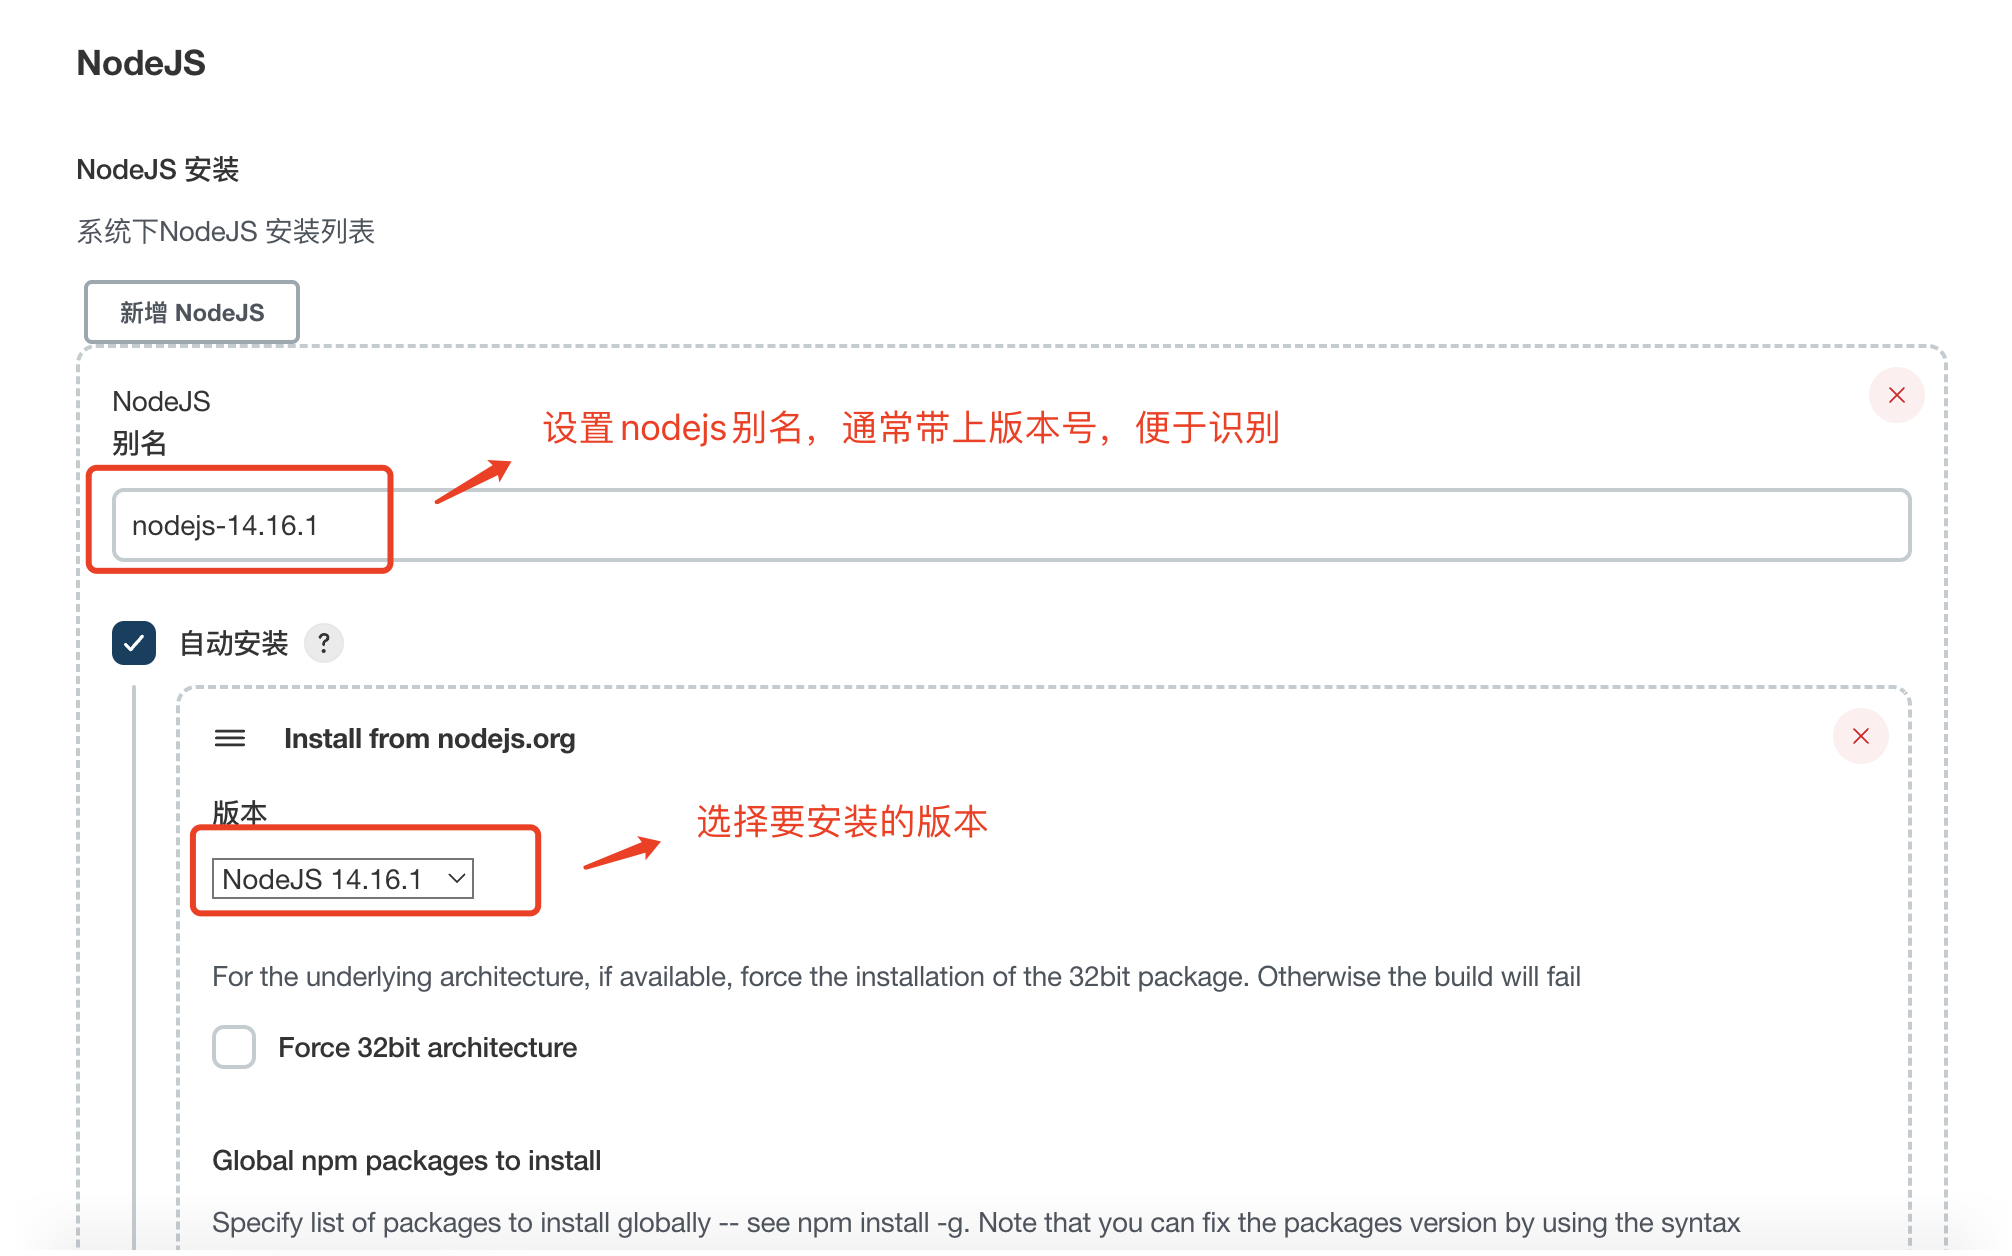 NodeJS
NodeJS 安装
系统下NodeJS 安装列表
新增 NodeJS
NodeJS
别名
设置nodejs别名，通常带上版本号，便于识别
nodejs-14.16.1
自动安装 ?
Install from nodejs.org
版本
选择要安装的版本
NodeJS 14.16.1
For the underlying architecture, if available, force the installation of the 32bit package. Otherwise the build will fail
Force 32bit architecture
Global npm packages to install
Specify list of packages to install globally -- see npm install -g. Note that you can fix the packages version by using the syntax